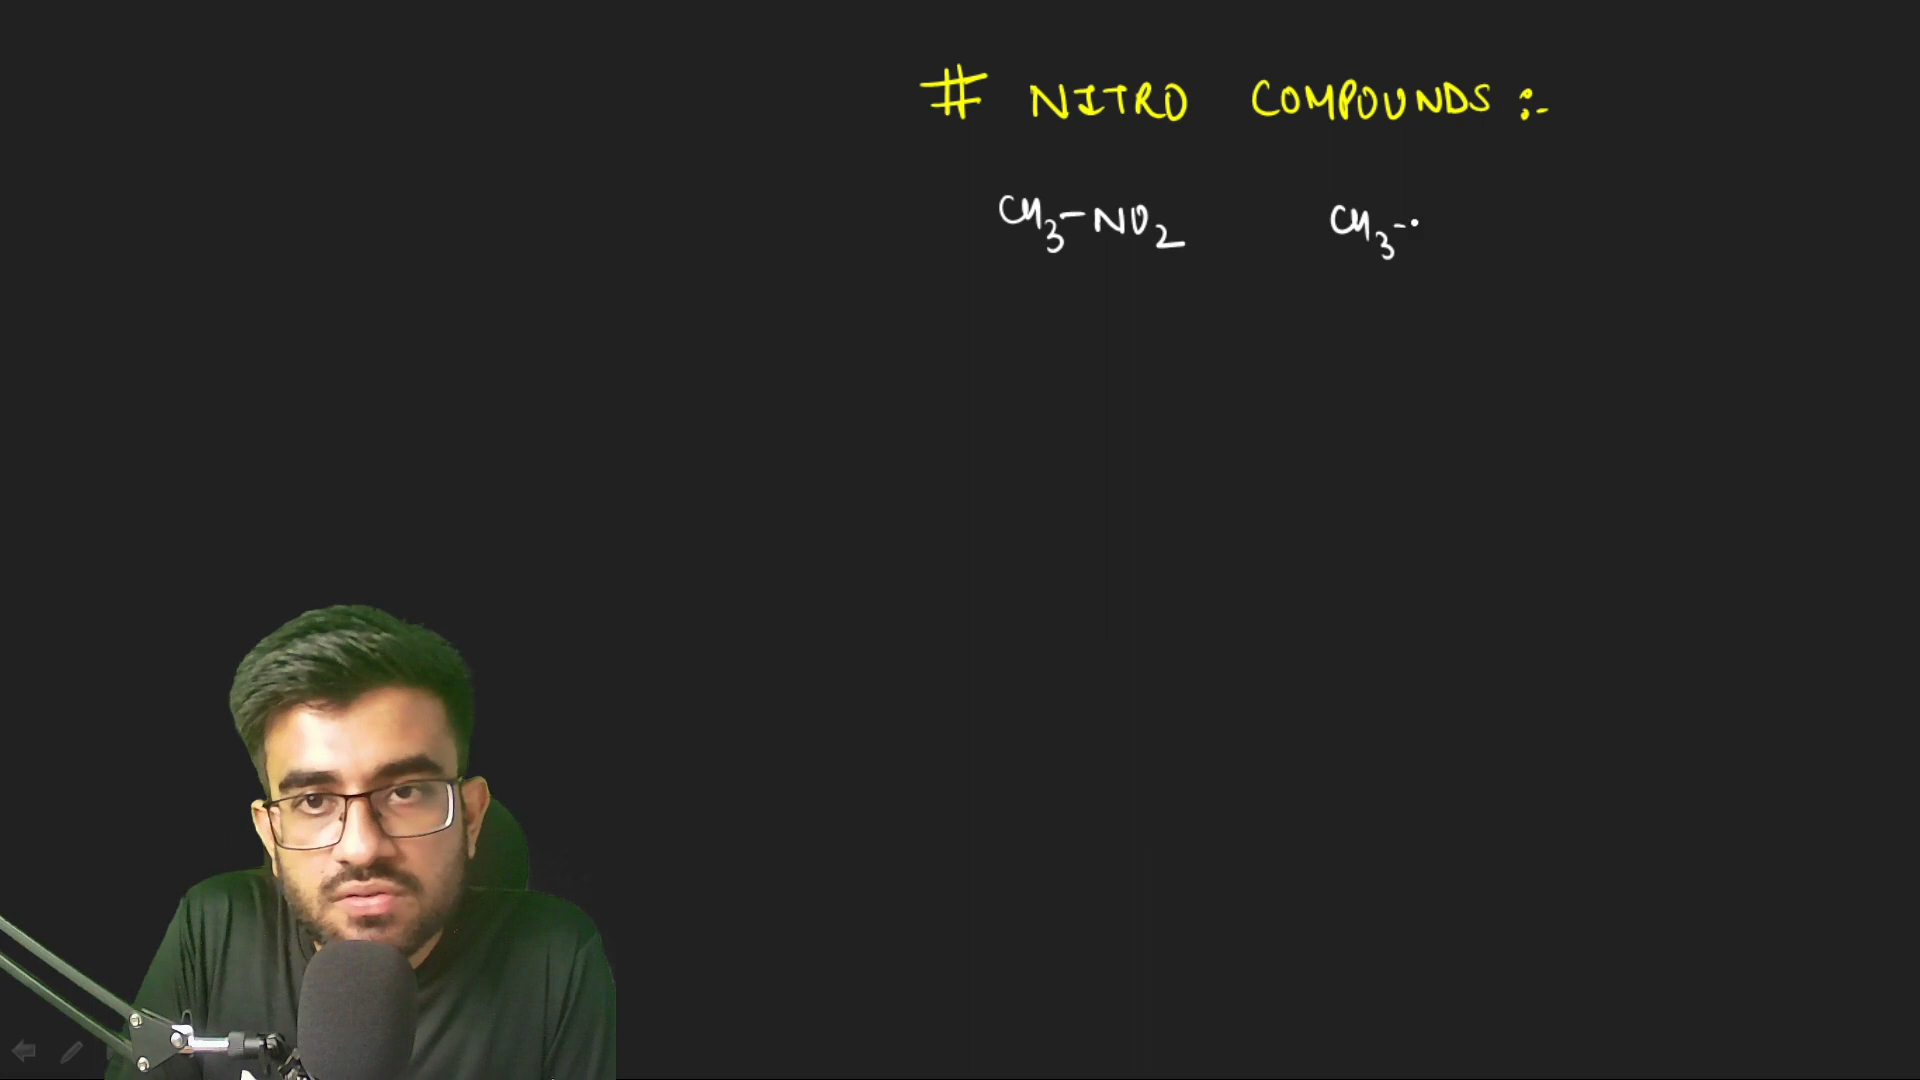 # NITRO COMPOUNDS :-
CH₃-NO₂ CH₃-